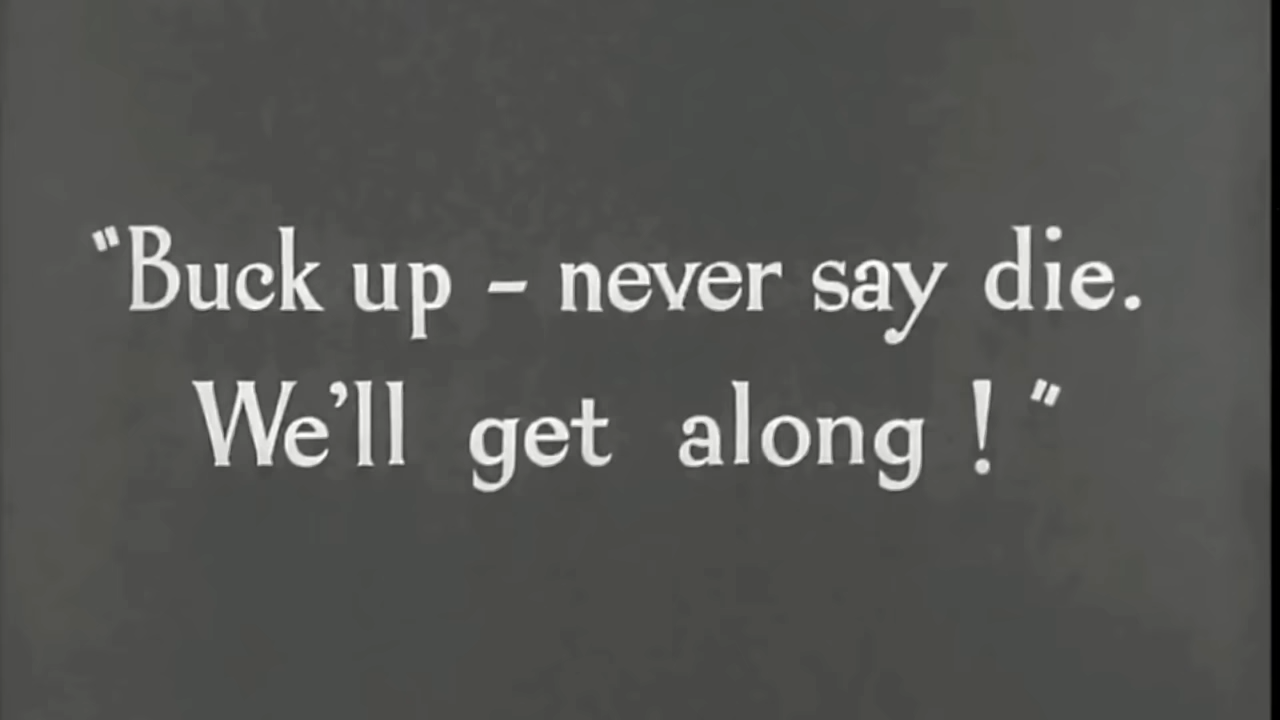 "Buck up – never say die.
We'll get along!"